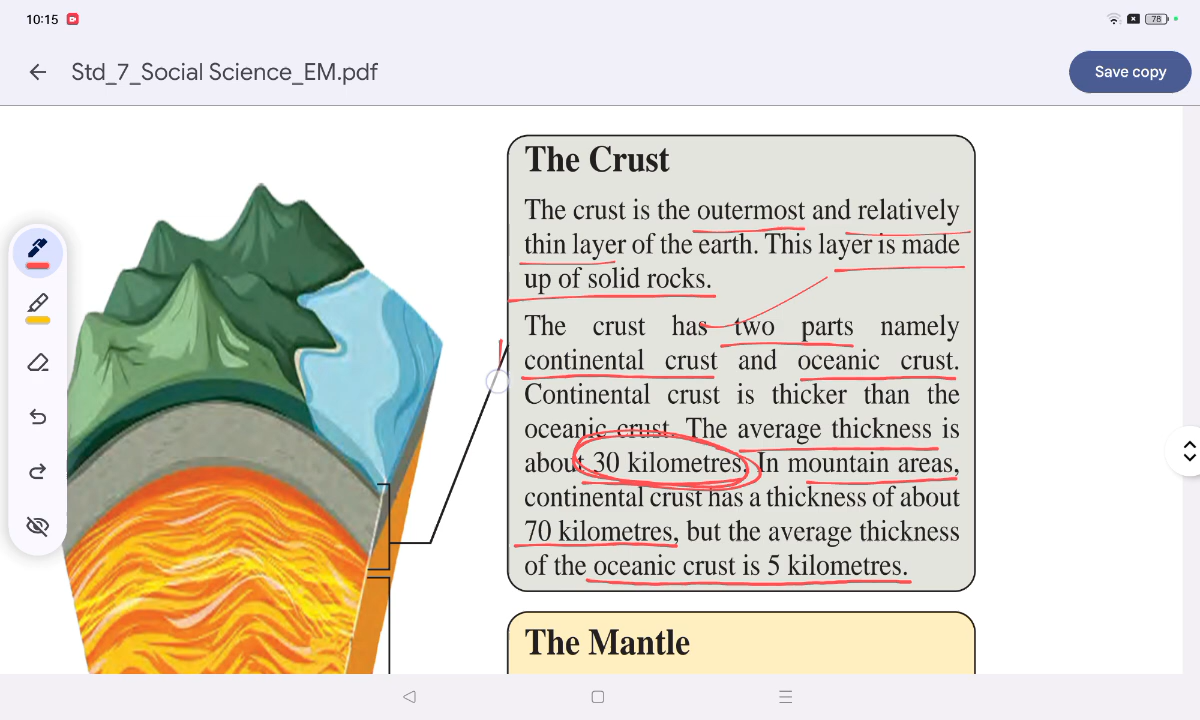 10:15
78
Std_7_Social Science_EM.pdf
Save copy
The Crust
The crust is the outermost and relatively
thin layer of the earth. This layer is made
up of solid rocks.
The crust has two parts namely
continental crust and oceanic crust.
Continental crust is thicker than the
oceanic crust. The average thickness is
about 30 kilometres. In mountain areas,
continental crust has a thickness of about
70 kilometres, but the average thickness
of the oceanic crust is 5 kilometres.
The Mantle